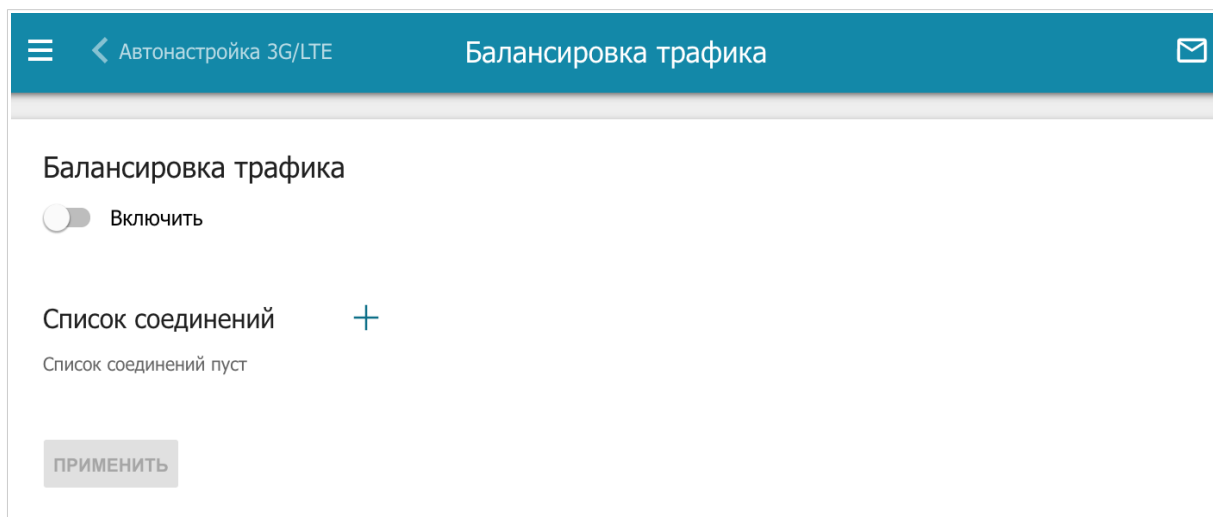 Автонастройка 3G/LTE
Балансировка трафика
Балансировка трафика
Включить
Список соединений
Список соединений пуст
ПРИМЕНИТЬ